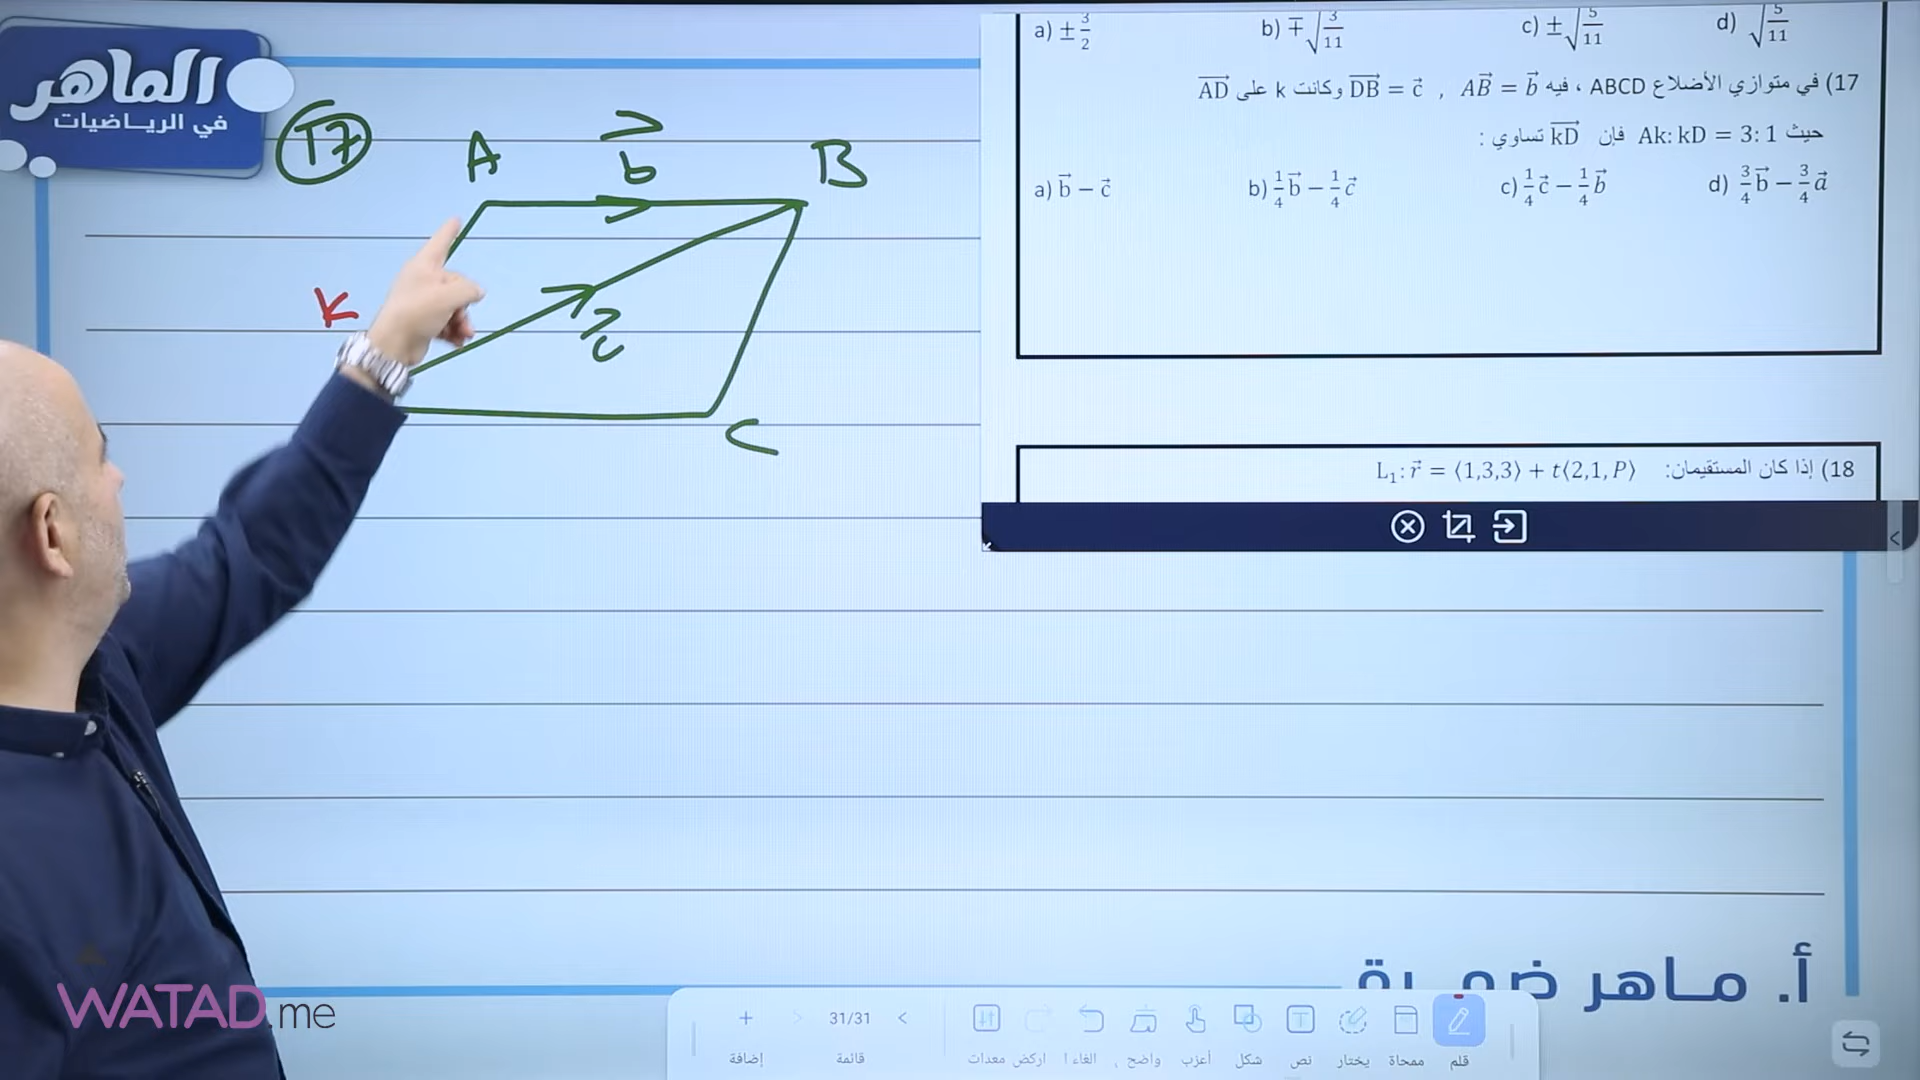 الماهر
في الرياضيات
17
A b B
K
c
C
a) ± 3/2 b) ∓ √3/11 c) ± √5/11 d) √5/11
17) في متوازي الأضلاع ABCD ، فيه AB⃗ = b⃗ , DB⃗ = c⃗ وكانت k على AD⃗
حيث Ak: kD = 3: 1 فإن kD⃗ تساوي :
a) b⃗ − c⃗ b) 1/4 b⃗ − 1/4 c⃗ c) 1/4 c⃗ − 1/4 b⃗ d) 3/4 b⃗ − 3/4 a⃗
18) إذا كان المستقيمان: L₁: r⃗ = ⟨1,3,3⟩ + t⟨2,1, P⟩
أ. ماهر ضمرة
WATAD.me
31/31
إضافة قائمة اركض معدات الغاء ا واضح ، أعزب شكل نص يختار ممحاة قلم